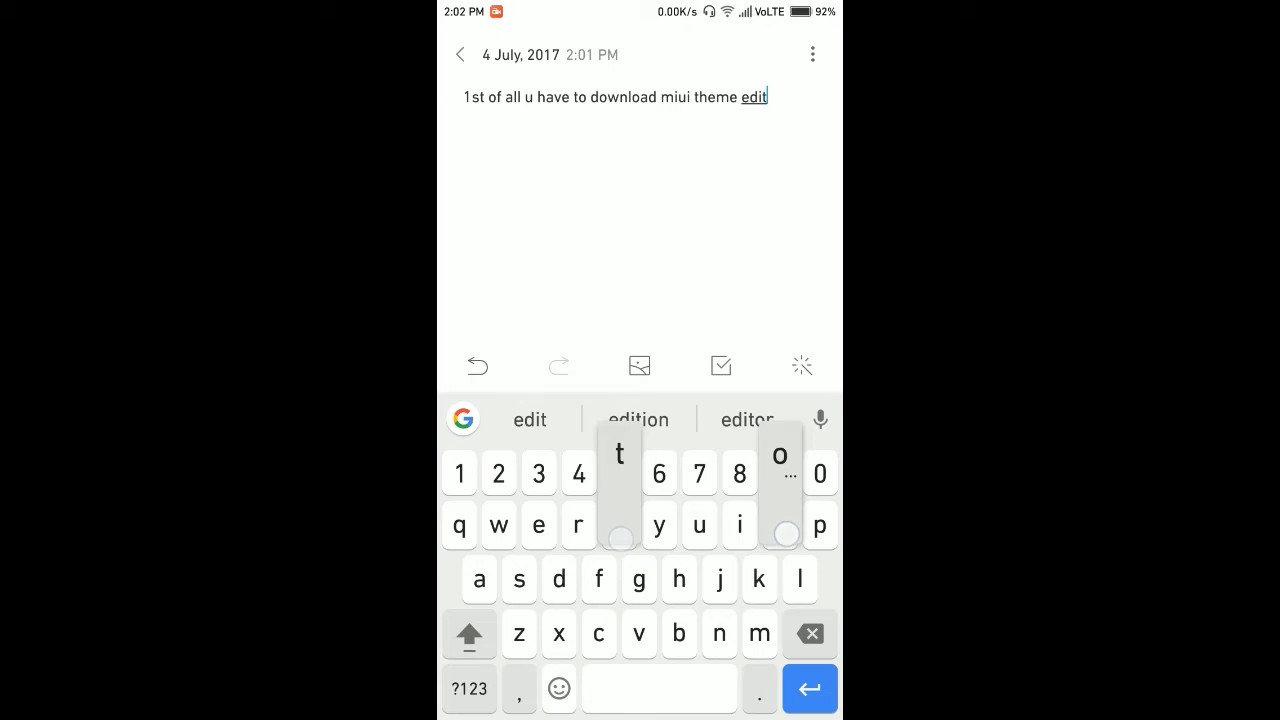 2:02 PM 0.00K/s VoLTE 92%
4 July, 2017 2:01 PM
1st of all u have to download miui theme edit
edit edition editor
t o
...
1 2 3 4 6 7 8 0
q w e r y u i p
a s d f g h j k l
z x c v b n m
?123 , .